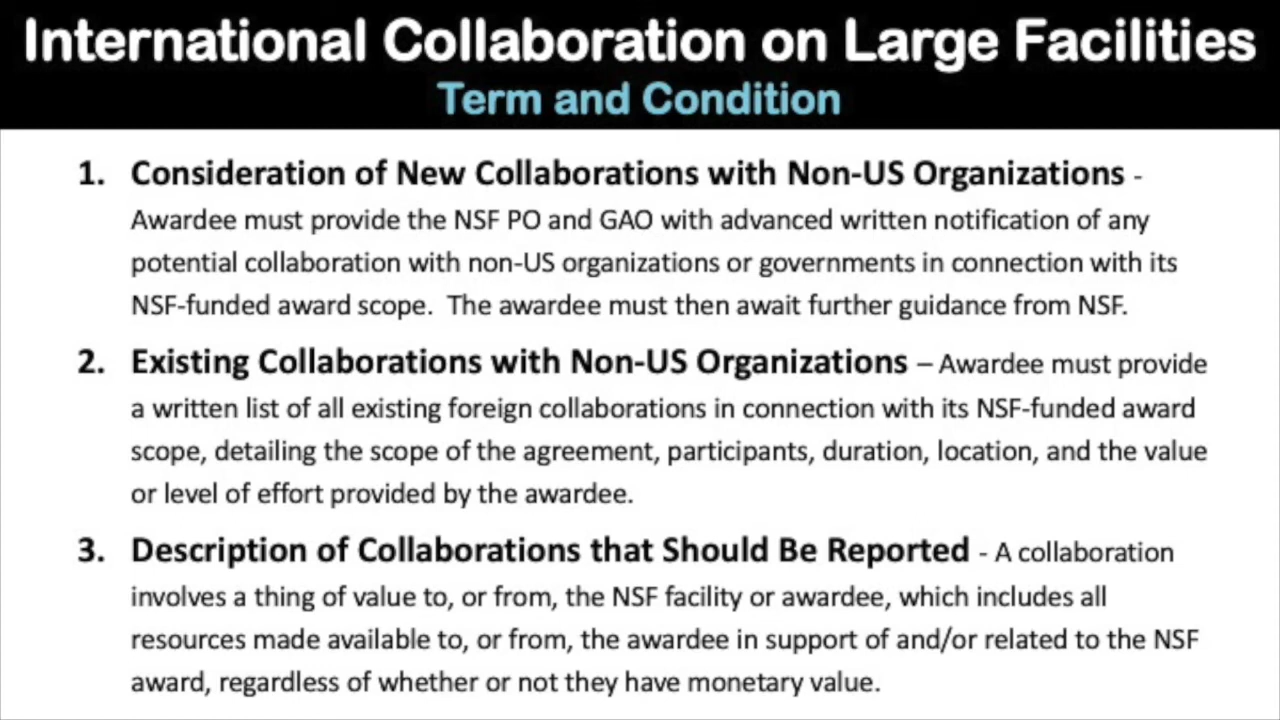 International Collaboration on Large Facilities
Term and Condition
1. Consideration of New Collaborations with Non-US Organizations -
Awardee must provide the NSF PO and GAO with advanced written notification of any
potential collaboration with non-US organizations or governments in connection with its
NSF-funded award scope.  The awardee must then await further guidance from NSF.
2. Existing Collaborations with Non-US Organizations – Awardee must provide
a written list of all existing foreign collaborations in connection with its NSF-funded award
scope, detailing the scope of the agreement, participants, duration, location, and the value
or level of effort provided by the awardee.
3. Description of Collaborations that Should Be Reported - A collaboration
involves a thing of value to, or from, the NSF facility or awardee, which includes all
resources made available to, or from, the awardee in support of and/or related to the NSF
award, regardless of whether or not they have monetary value.